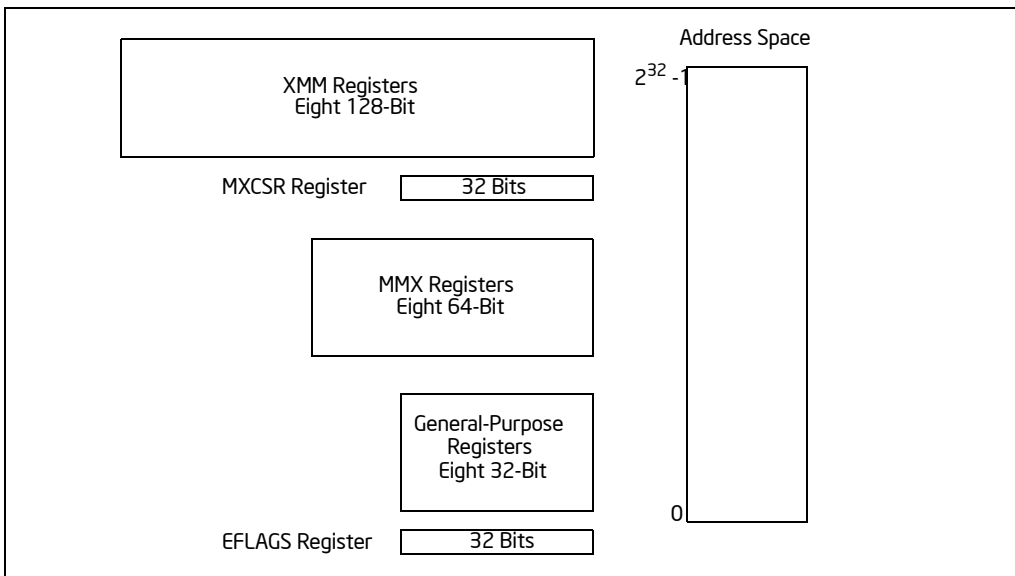 Address Space
2^32 -1
XMM Registers
Eight 128-Bit
MXCSR Register
32 Bits
MMX Registers
Eight 64-Bit
General-Purpose
Registers
Eight 32-Bit
0
EFLAGS Register
32 Bits